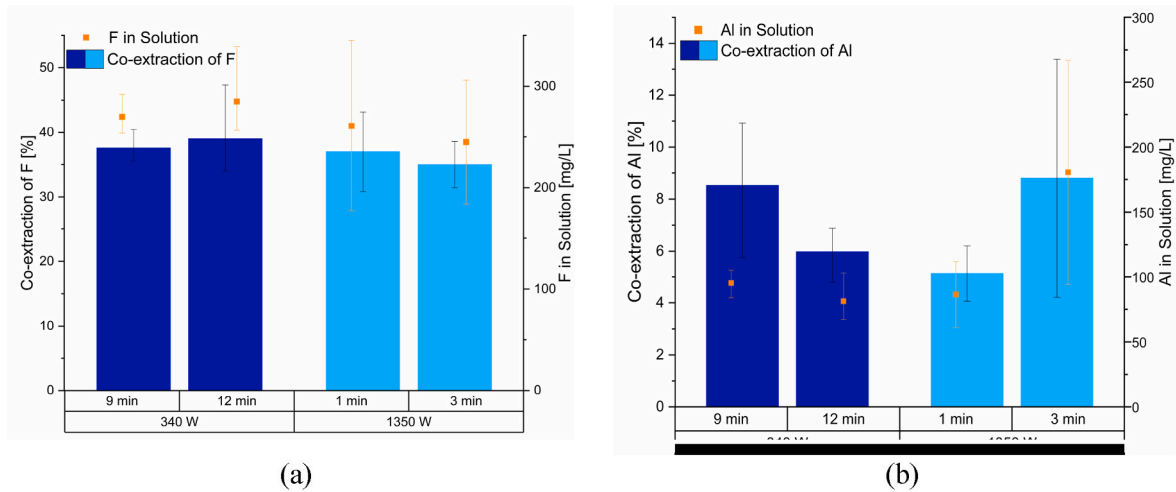 F in Solution
Co-extraction of F
Co-extraction of F [%]
50
40
30
20
10
0
F in Solution [mg/L]
300
200
100
0
9 min 12 min 1 min 3 min
340 W 1350 W
(a)
Al in Solution
Co-extraction of Al
Co-extraction of Al [%]
14
12
10
8
6
4
2
0
Al in Solution [mg/L]
300
250
200
150
100
50
0
9 min 12 min 1 min 3 min
(b)